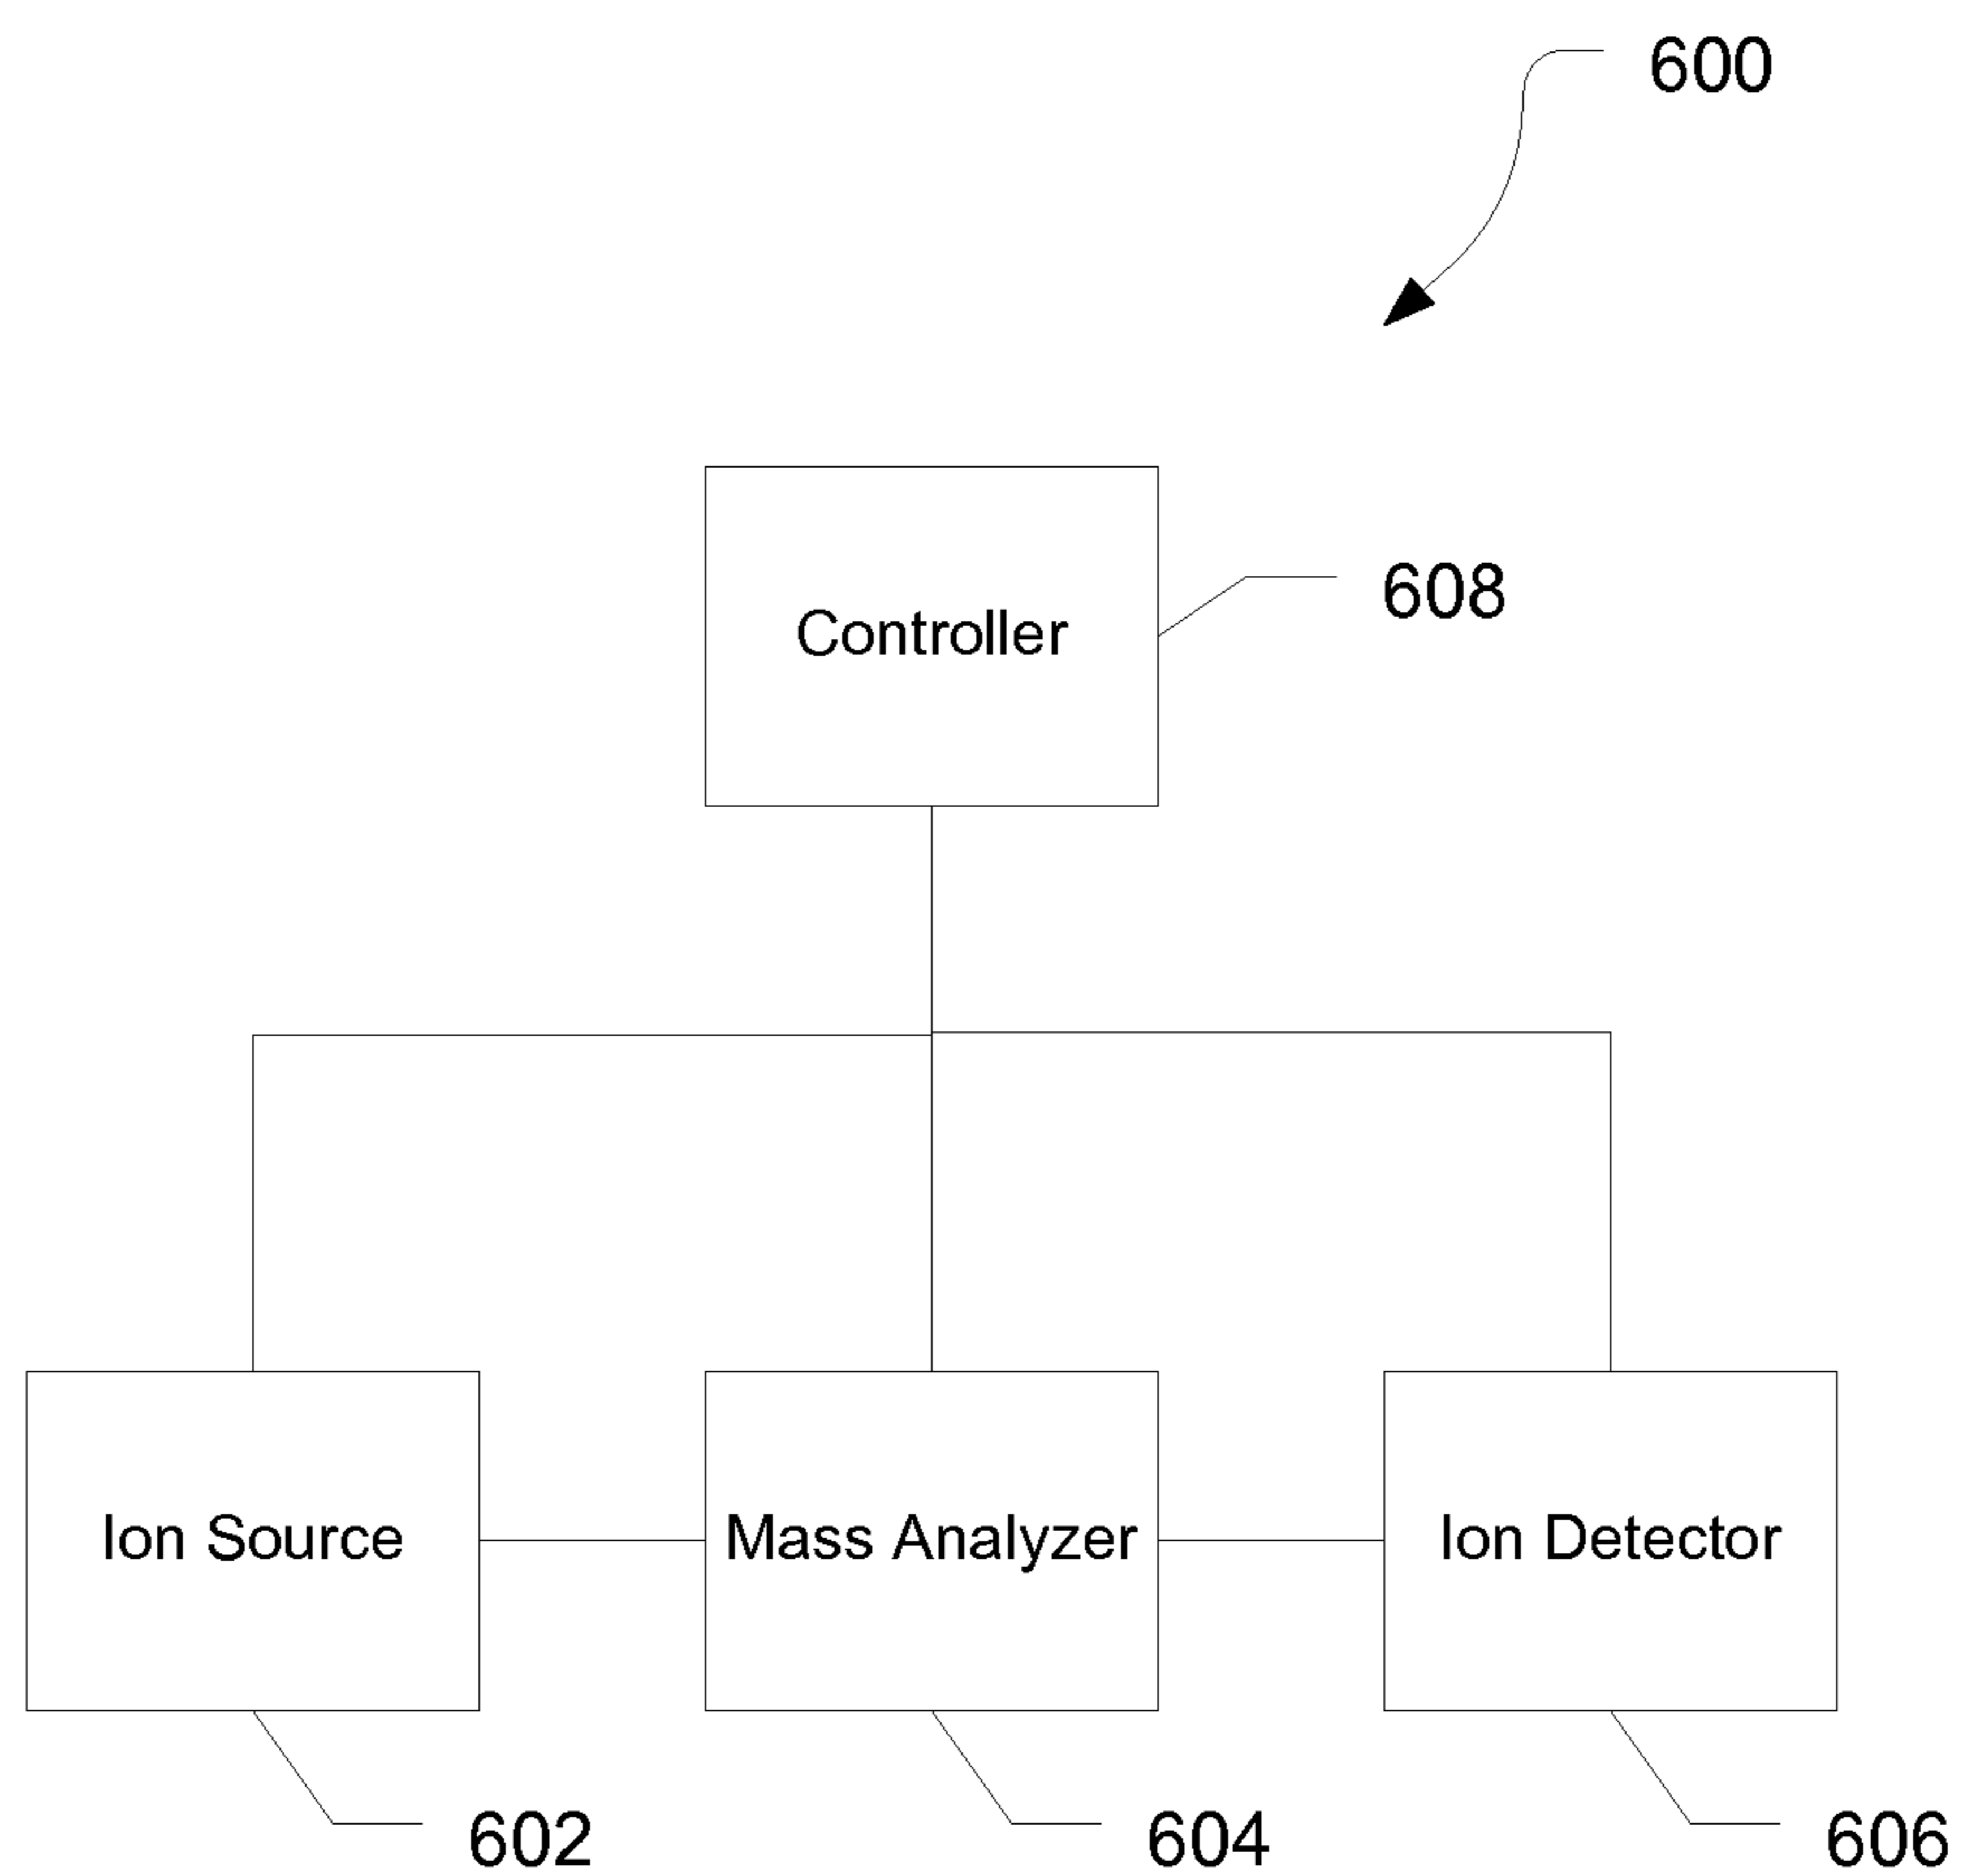 600
Controller
608
Ion Source
Mass Analyzer
Ion Detector
602
604
606